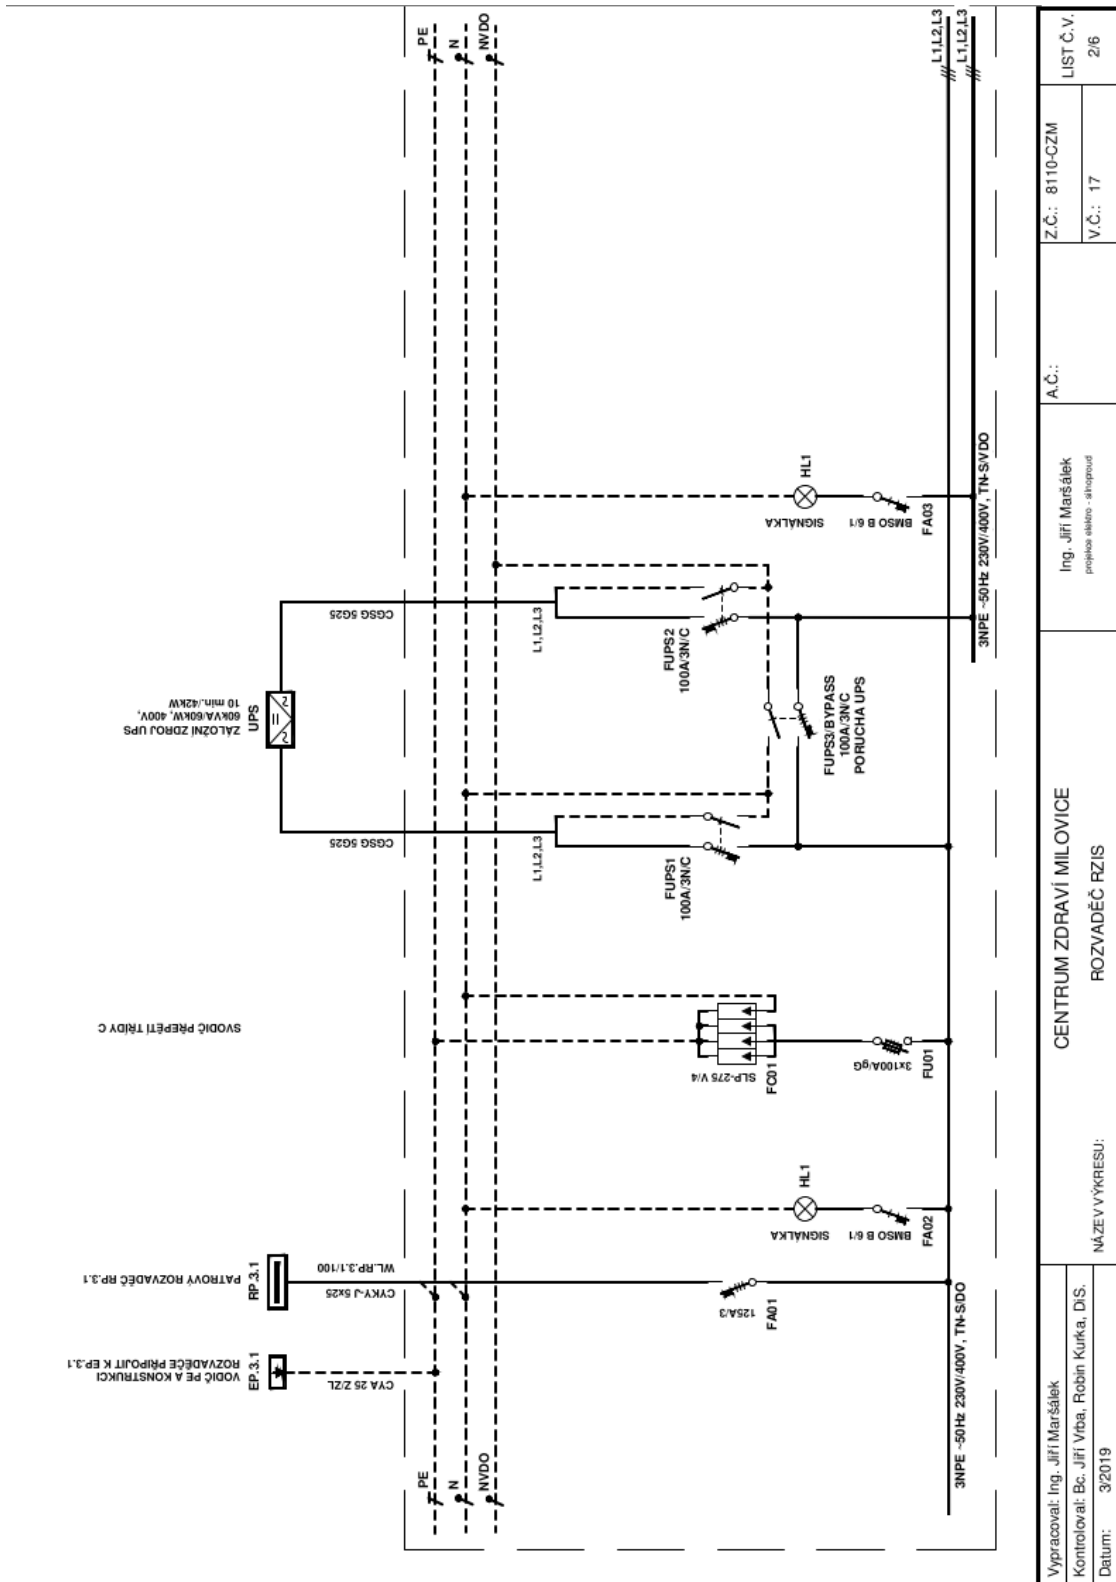 PE
N
NVDO
L1,L2,L3
L1,L2,L3
VODIČ PE A KONSTRUKCI
ROZVADĚČE PŘIPOJIT K EP.3.1
EP.3.1
CYA 25 Z/ZL
PATROVÝ ROZVADĚČ RP.3.1
RP.3.1
WL.RP.3.1/100
CYKY-J 5x25
125A/3
FA01
SIGNÁLKA
HL1
BMSO B 6/1
FA02
SVODIČ PŘEPĚTÍ TŘÍDY C
SLP-275 V/4
FC01
3x100A/gG
FU01
ZÁLOŽNÍ ZDROJ UPS
60kVA/60kW, 400V,
10 min./42kW
UPS
CGSG 5G25
CGSG 5G25
L1,L2,L3
L1,L2,L3
FUPS1
100A/3N/C
FUPS2
100A/3N/C
FUPS3/BYPASS
100A/3N/C
PORUCHA UPS
SIGNÁLKA
HL1
BMSO B 6/1
FA03
PE
N
NVDO
3NPE ~50Hz 230V/400V, TN-S/DO
3NPE ~50Hz 230V/400V, TN-S/VDO
Vypracoval: Ing. Jiří Maršálek
Kontroloval: Bc. Jiří Vrba, Robin Kurka, DiS.
Datum: 3/2019
CENTRUM ZDRAVÍ MILOVICE
NÁZEV VÝKRESU: ROZVADĚČ RZIS
Ing. Jiří Maršálek
projekce elektro - silnoproud
A.Č.:
Z.Č.: 8110-CZM
V.Č.: 17
LIST Č.V.
2/6